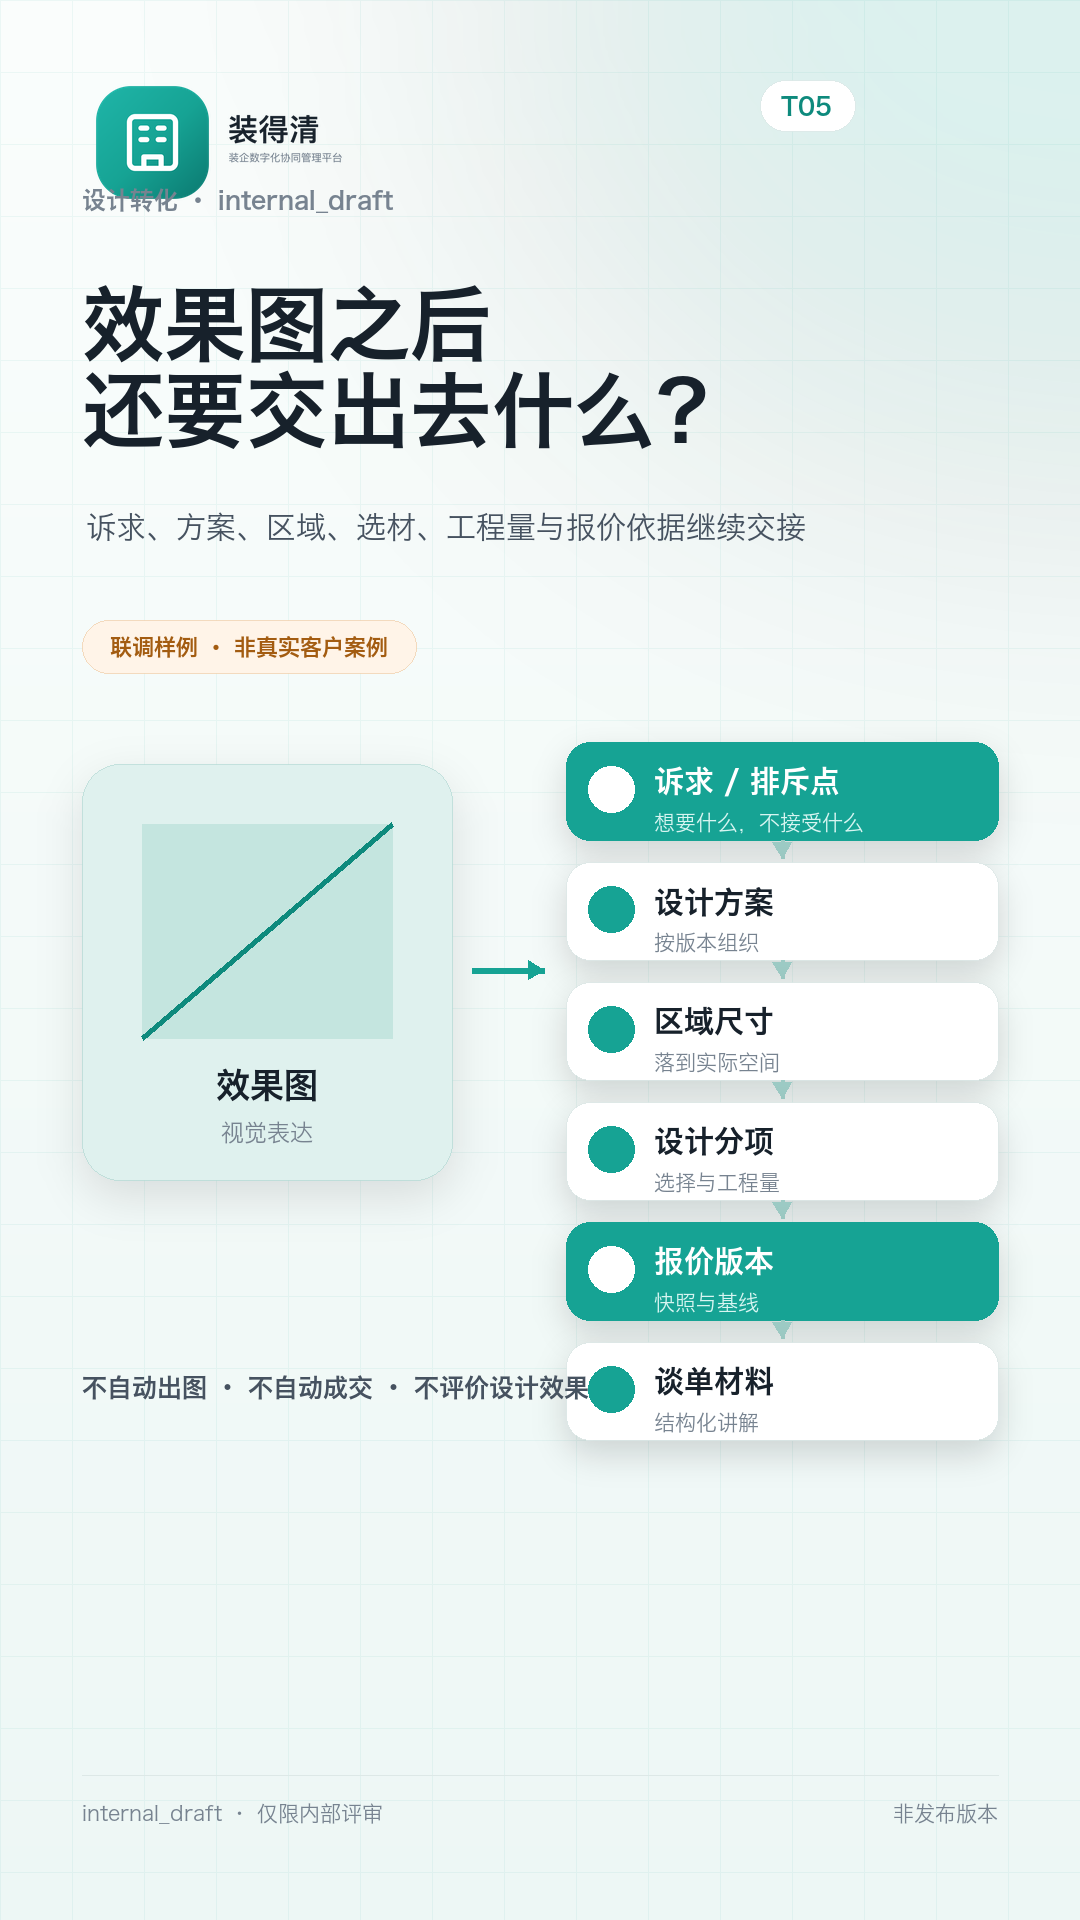 装得清
装企数字化协同管理平台
T05
设计转化 · internal_draft
效果图之后
还要交出去什么?
诉求、方案、区域、选材、工程量与报价依据继续交接
联调样例 · 非真实客户案例
效果图
视觉表达
诉求 / 排斥点
想要什么，不接受什么
设计方案
按版本组织
区域尺寸
落到实际空间
设计分项
选择与工程量
报价版本
快照与基线
谈单材料
结构化讲解
不自动出图 · 不自动成交 · 不评价设计效果
internal_draft · 仅限内部评审
非发布版本